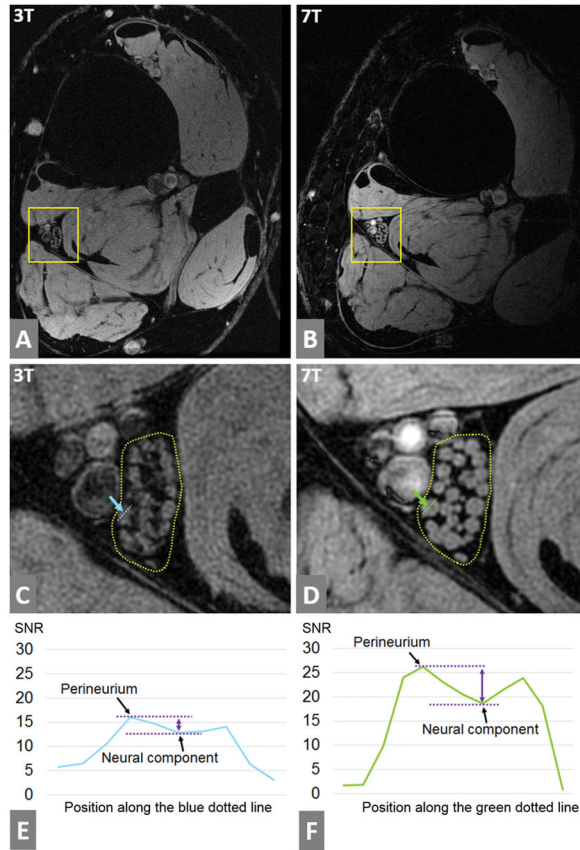 3T
7T
A
B
3T
7T
C
D
SNR
30
25
20
15
10
5
0
Perineurium
Neural component
Position along the blue dotted line
E
SNR
30
25
20
15
10
5
0
Perineurium
Neural component
Position along the green dotted line
F